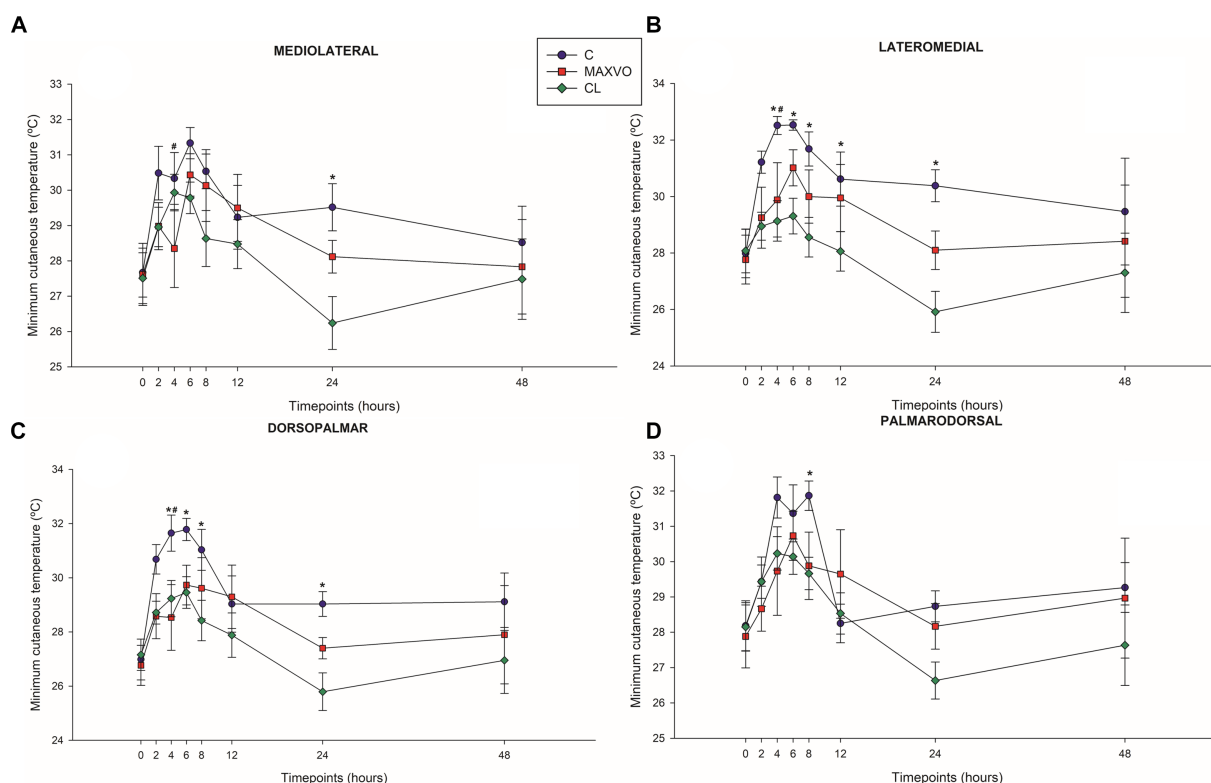 A
MEDIOLATERAL
C
MAXVO
CL
Minimum cutaneous temperature (ºC)
33
32
31
30
29
28
27
26
25
#
*
0 2 4 6 8 12 24 48
Timepoints (hours)
B
LATEROMEDIAL
Minimum cutaneous temperature (ºC)
34
32
30
28
26
24
*# * * * *
0 2 4 6 8 12 24 48
Timepoints (hours)
C
DORSOPALMAR
Minimum cutaneous temperature (ºC)
34
32
30
28
26
24
*# * * *
0 2 4 6 8 12 24 48
Timepoints (hours)
D
PALMARODORSAL
Minimum cutaneous temperature (ºC)
33
32
31
30
29
28
27
26
25
*
0 2 4 6 8 12 24 48
Timepoints (hours)